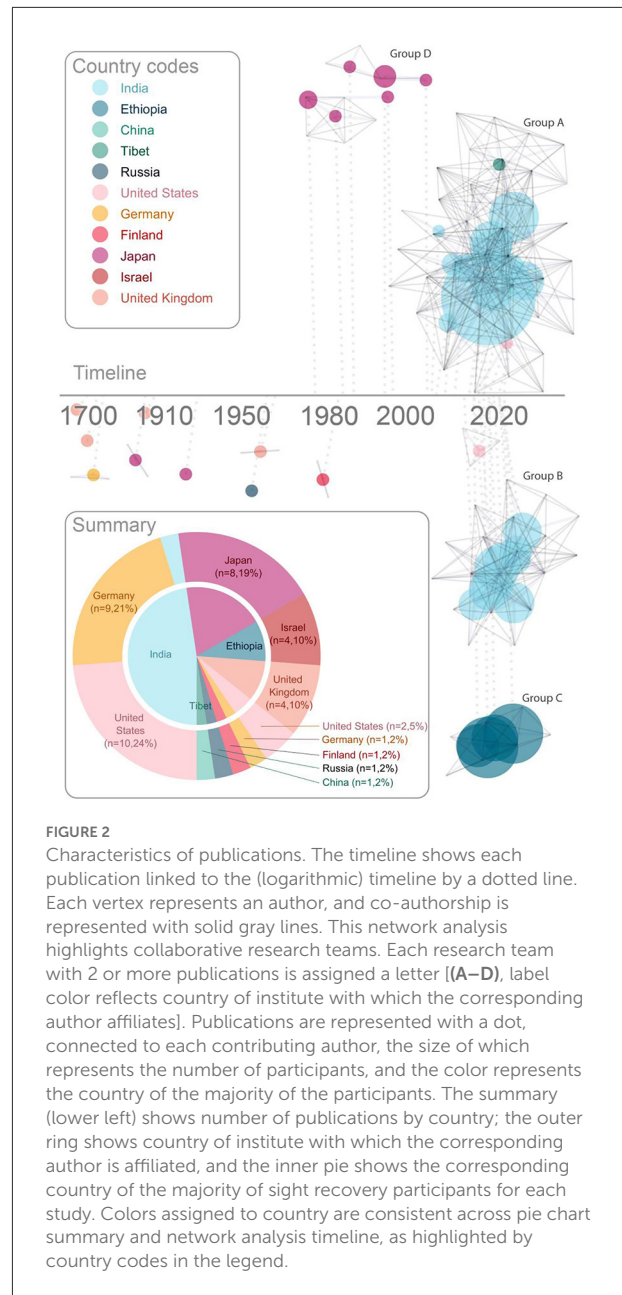 Country codes
India
Ethiopia
China
Tibet
Russia
United States
Germany
Finland
Japan
Israel
United Kingdom
Group D
Group A
Timeline
1700 1910 1950 1980 2000 2020
Group B
Summary
Japan
(n=8,19%)
Germany
(n=9,21%)
Israel
(n=4,10%)
Ethiopia
India
United
Kingdom
(n=4,10%)
Tibet
United
States
(n=10,24%)
United States (n=2,5%)
Germany (n=1,2%)
Finland (n=1,2%)
Russia (n=1,2%)
China (n=1,2%)
Group C
FIGURE 2
Characteristics of publications. The timeline shows each
publication linked to the (logarithmic) timeline by a dotted line.
Each vertex represents an author, and co-authorship is
represented with solid gray lines. This network analysis
highlights collaborative research teams. Each research team
with 2 or more publications is assigned a letter [(A–D), label
color reflects country of institute with which the corresponding
author affiliates]. Publications are represented with a dot,
connected to each contributing author, the size of which
represents the number of participants, and the color represents
the country of the majority of the participants. The summary
(lower left) shows number of publications by country; the outer
ring shows country of institute with which the corresponding
author is affiliated, and the inner pie shows the corresponding
country of the majority of sight recovery participants for each
study. Colors assigned to country are consistent across pie chart
summary and network analysis timeline, as highlighted by
country codes in the legend.